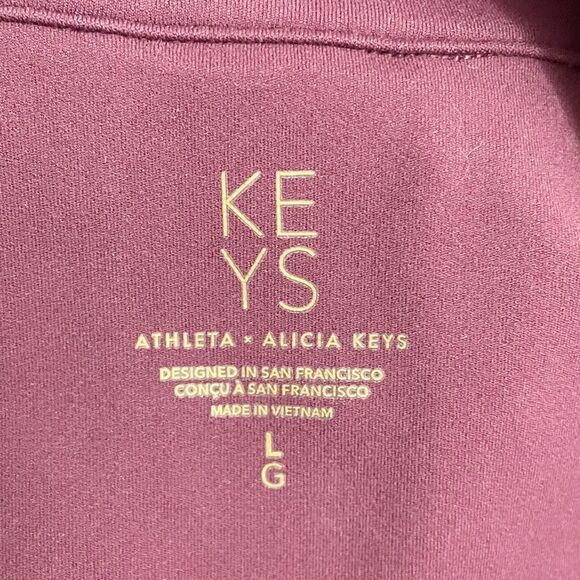 KE
YS
ATHLETA × ALICIA KEYS
DESIGNED IN SAN FRANCISCO
CONÇU À SAN FRANCISCO
MADE IN VIETNAM
L
G